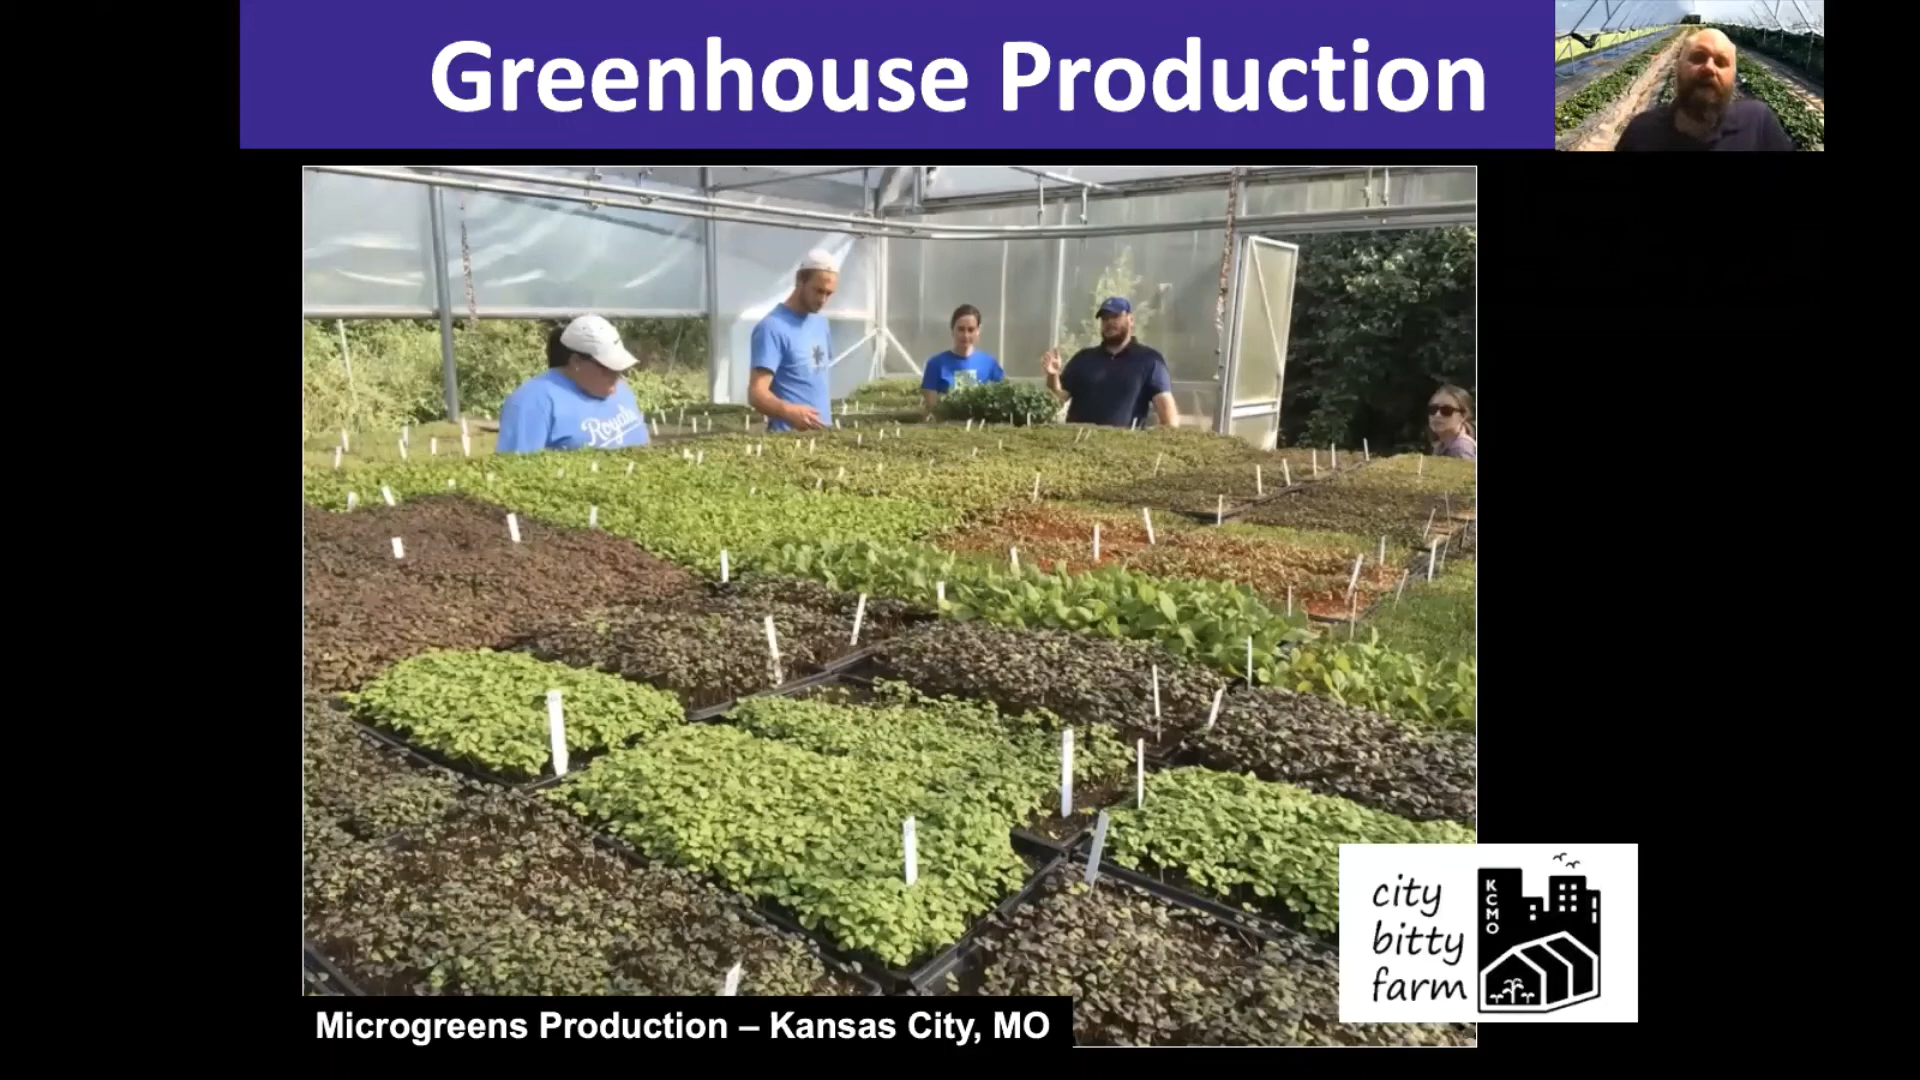 Greenhouse Production
Royals
Microgreens Production – Kansas City, MO
city
bitty
farm
KCMO